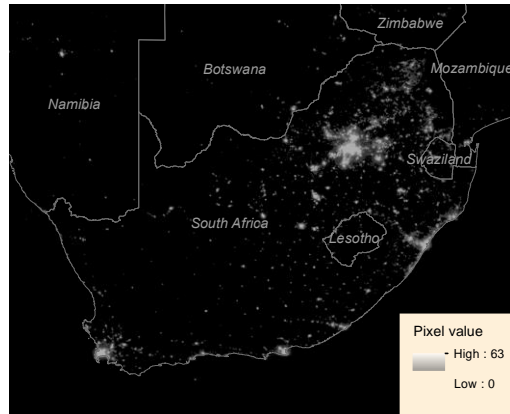 Zimbabwe
Botswana
Mozambique
Namibia
Swaziland
South Africa
Lesotho
Pixel value
High : 63
Low : 0